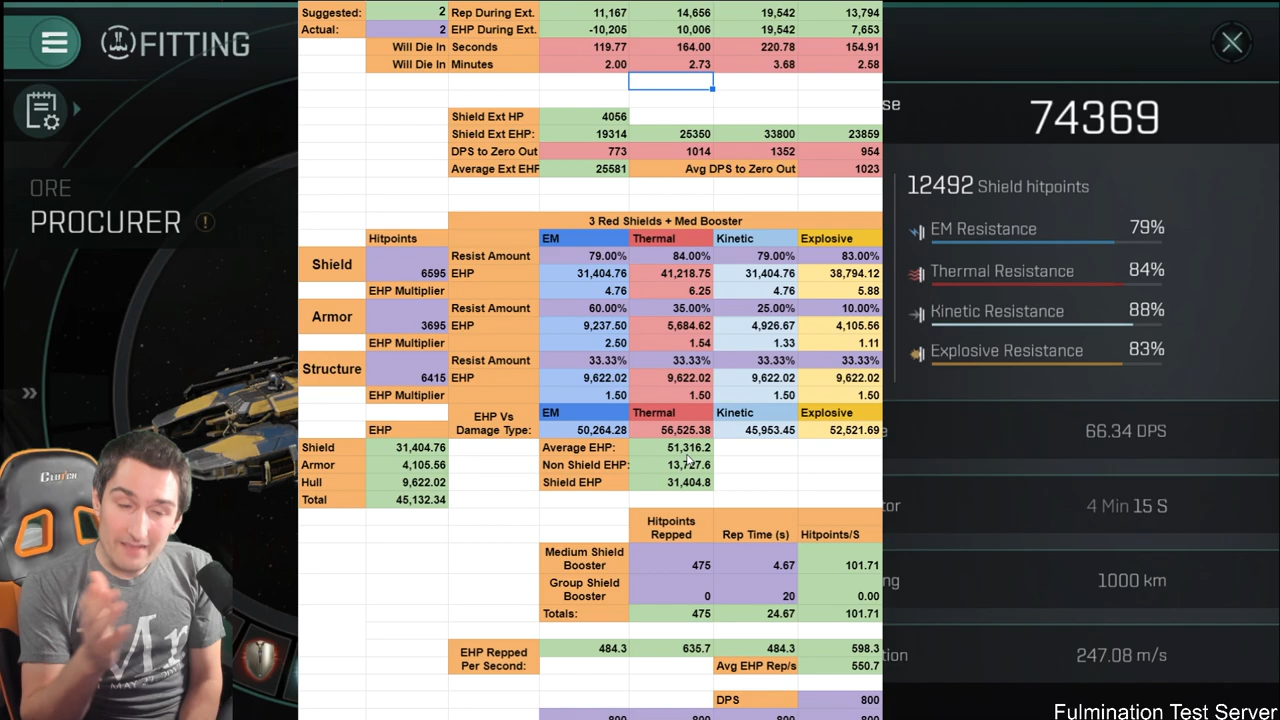 FITTING
ORE
PROCURER
Suggested: 2 Rep During Ext. 11,167 14,656 19,542 13,794
Actual: 2 EHP During Ext. -10,205 10,006 19,542 7,653
Will Die In Seconds 119.77 164.00 220.78 154.91
Will Die In Minutes 2.00 2.73 3.68 2.58
Shield Ext HP 4056
Shield Ext EHP: 19314 25350 33800 23859
DPS to Zero Out 773 1014 1352 954
Average Ext EHP 25581 Avg DPS to Zero Out 1023
3 Red Shields + Med Booster
Hitpoints EM Thermal Kinetic Explosive
Shield 6595 Resist Amount 79.00% 84.00% 79.00% 83.00%
EHP 31,404.76 41,218.75 31,404.76 38,794.12
EHP Multiplier 4.76 6.25 4.76 5.88
Armor 3695 Resist Amount 60.00% 35.00% 25.00% 10.00%
EHP 9,237.50 5,684.62 4,926.67 4,105.56
EHP Multiplier 2.50 1.54 1.33 1.11
Structure 6415 Resist Amount 33.33% 33.33% 33.33% 33.33%
EHP 9,622.02 9,622.02 9,622.02 9,622.02
EHP Multiplier 1.50 1.50 1.50 1.50
EHP Vs Damage Type: EM Thermal Kinetic Explosive
EHP 50,264.28 56,525.38 45,953.45 52,521.69
Shield 31,404.76 Average EHP: 51,316.2
Armor 4,105.56 Non Shield EHP: 13,727.6
Hull 9,622.02 Shield EHP 31,404.8
Total 45,132.34
Hitpoints Repped Rep Time (s) Hitpoints/S
Medium Shield Booster 475 4.67 101.71
Group Shield Booster 0 20 0.00
Totals: 475 24.67 101.71
EHP Repped Per Second: 484.3 635.7 484.3 598.3
Avg EHP Rep/s 550.7
DPS 800
800 800 800 800
se 74369
12492 Shield hitpoints
EM Resistance 79%
Thermal Resistance 84%
Kinetic Resistance 88%
Explosive Resistance 83%
66.34 DPS
tor 4 Min 15 S
ng 1000 km
tion 247.08 m/s
Fulmination Test Server
CLUTCH
Mr